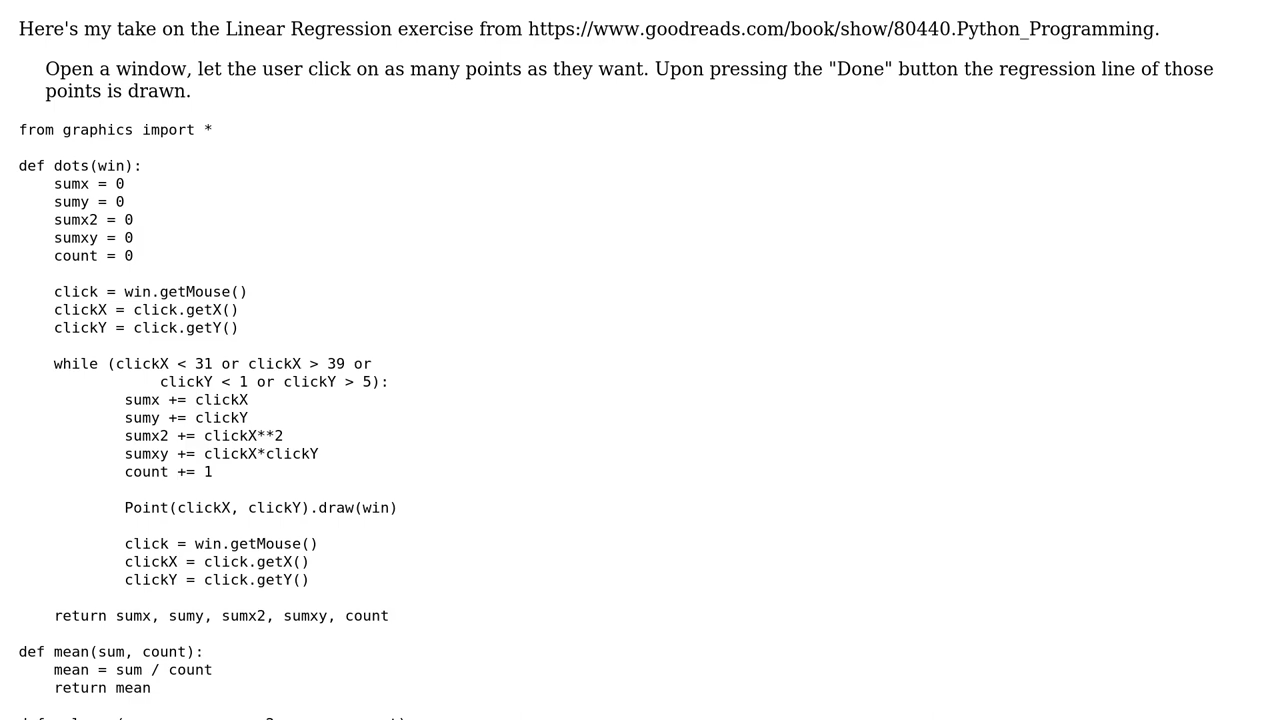 Here's my take on the Linear Regression exercise from https://www.goodreads.com/book/show/80440.Python_Programming.
Open a window, let the user click on as many points as they want. Upon pressing the "Done" button the regression line of those
points is drawn.
from graphics import *
def dots(win):
    sumx = 0
    sumy = 0
    sumx2 = 0
    sumxy = 0
    count = 0
    click = win.getMouse()
    clickX = click.getX()
    clickY = click.getY()
    while (clickX < 31 or clickX > 39 or
                clickY < 1 or clickY > 5):
            sumx += clickX
            sumy += clickY
            sumx2 += clickX**2
            sumxy += clickX*clickY
            count += 1
            Point(clickX, clickY).draw(win)
            click = win.getMouse()
            clickX = click.getX()
            clickY = click.getY()
    return sumx, sumy, sumx2, sumxy, count
def mean(sum, count):
    mean = sum / count
    return mean